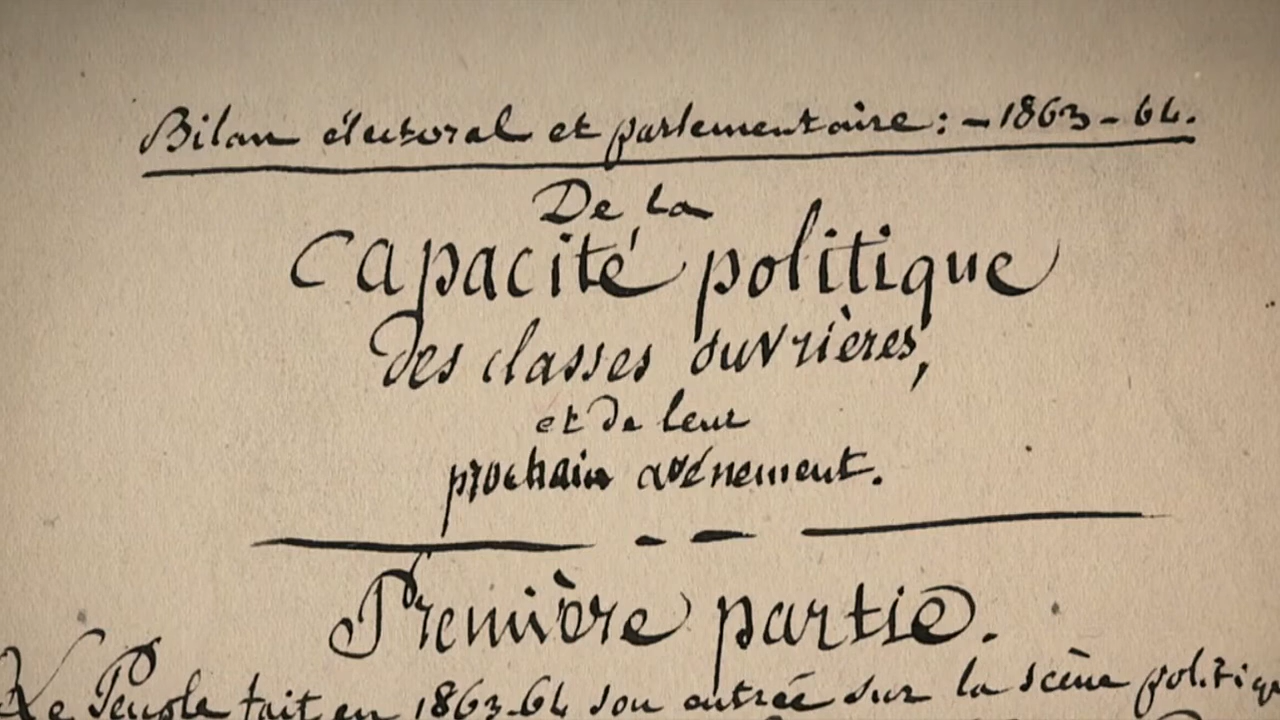 Bilan électoral et parlementaire : - 1863 - 64.
De la
Capacité politique
des classes ouvrières,
et de leur
prochain avénement.
Première partie.
Le Peuple fait en 1863-64 son entrée sur la scène politique